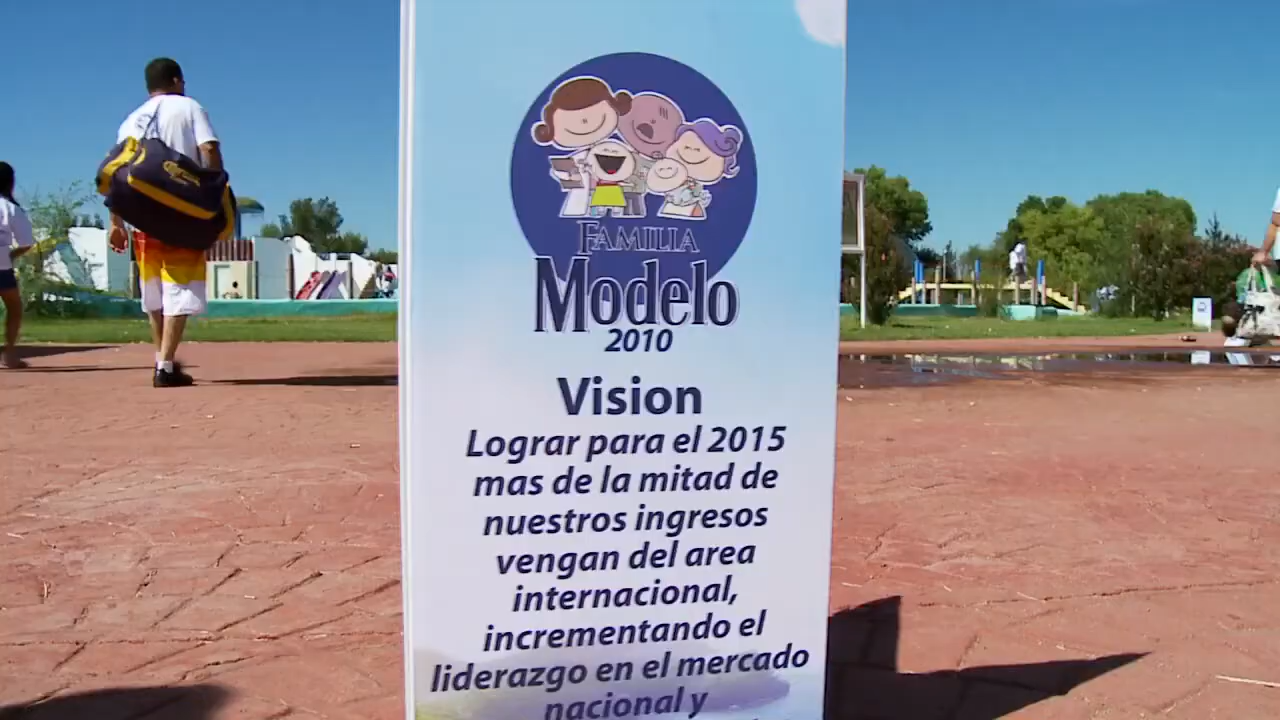 FAMILIA
Modelo
2010
Vision
Lograr para el 2015
mas de la mitad de
nuestros ingresos
vengan del area
internacional,
incrementando el
liderazgo en el mercado
nacional y